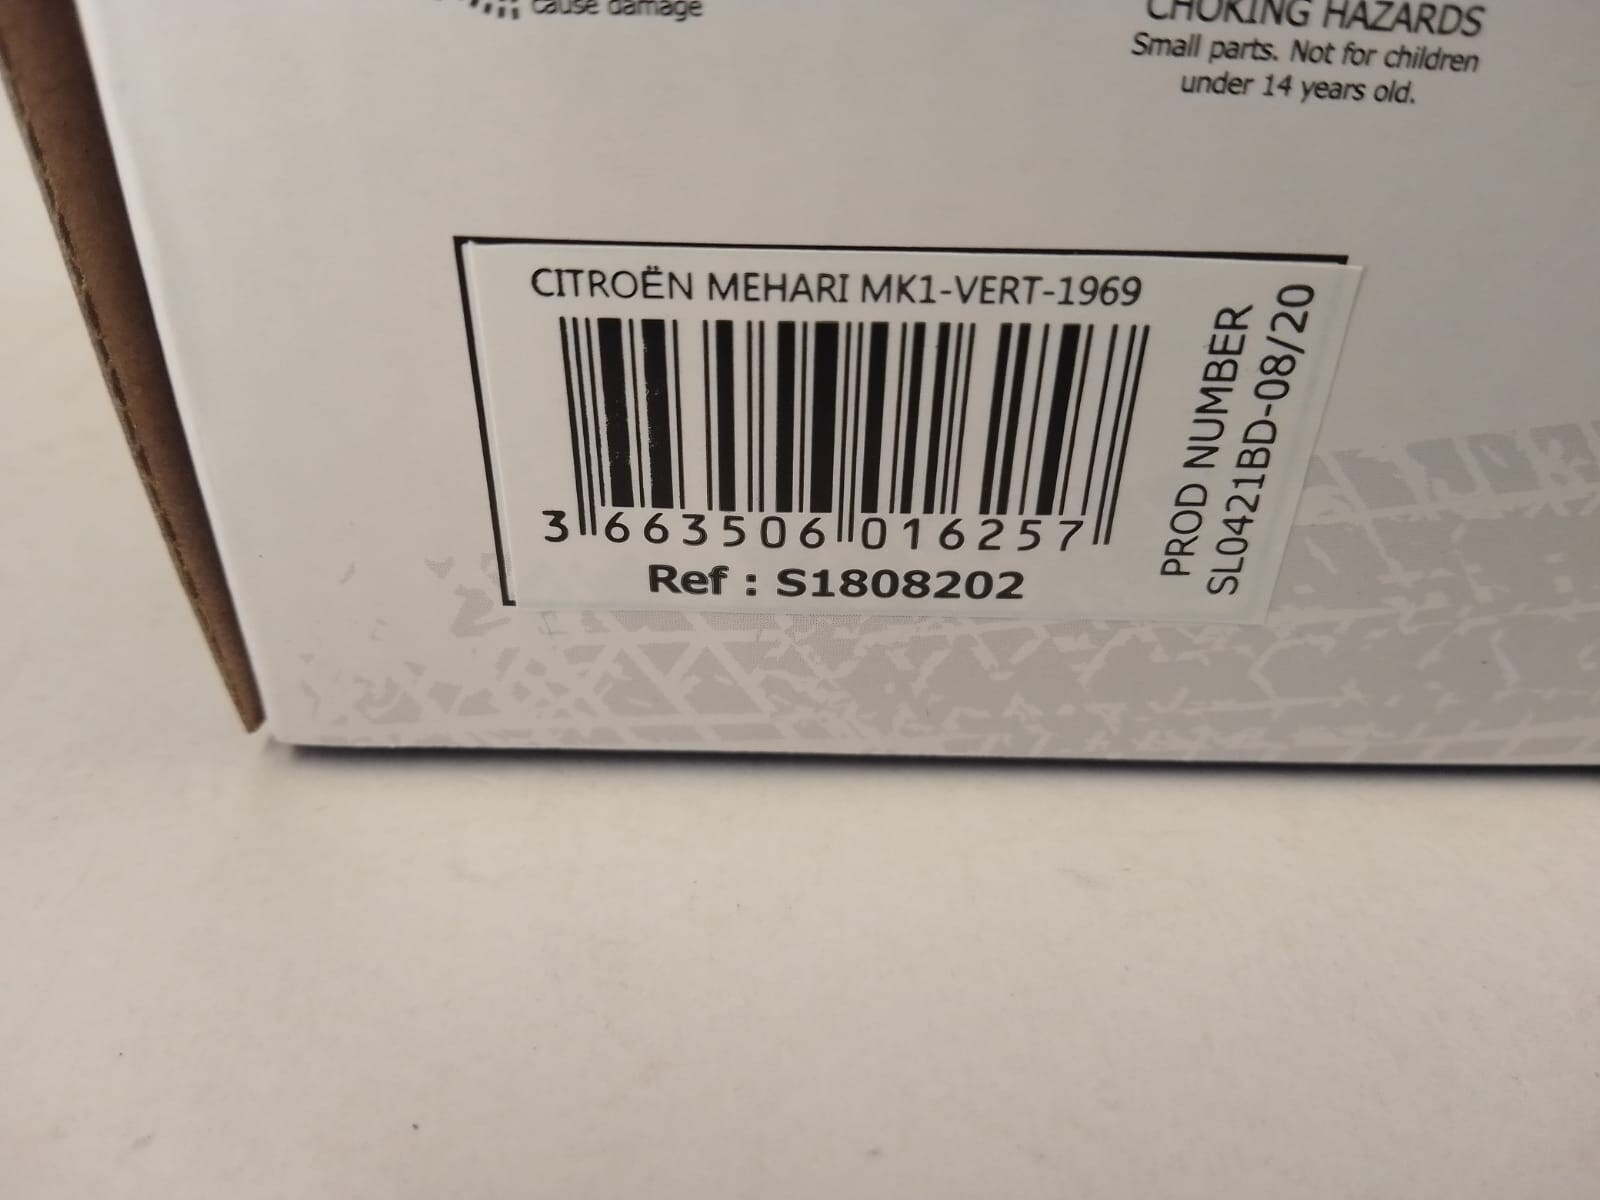 cause damage
CHOKING HAZARDS
Small parts. Not for children
under 14 years old.
CITROËN MEHARI MK1-VERT-1969
3 663506 016257
Ref : S1808202
PROD NUMBER
SL0421BD-08/20